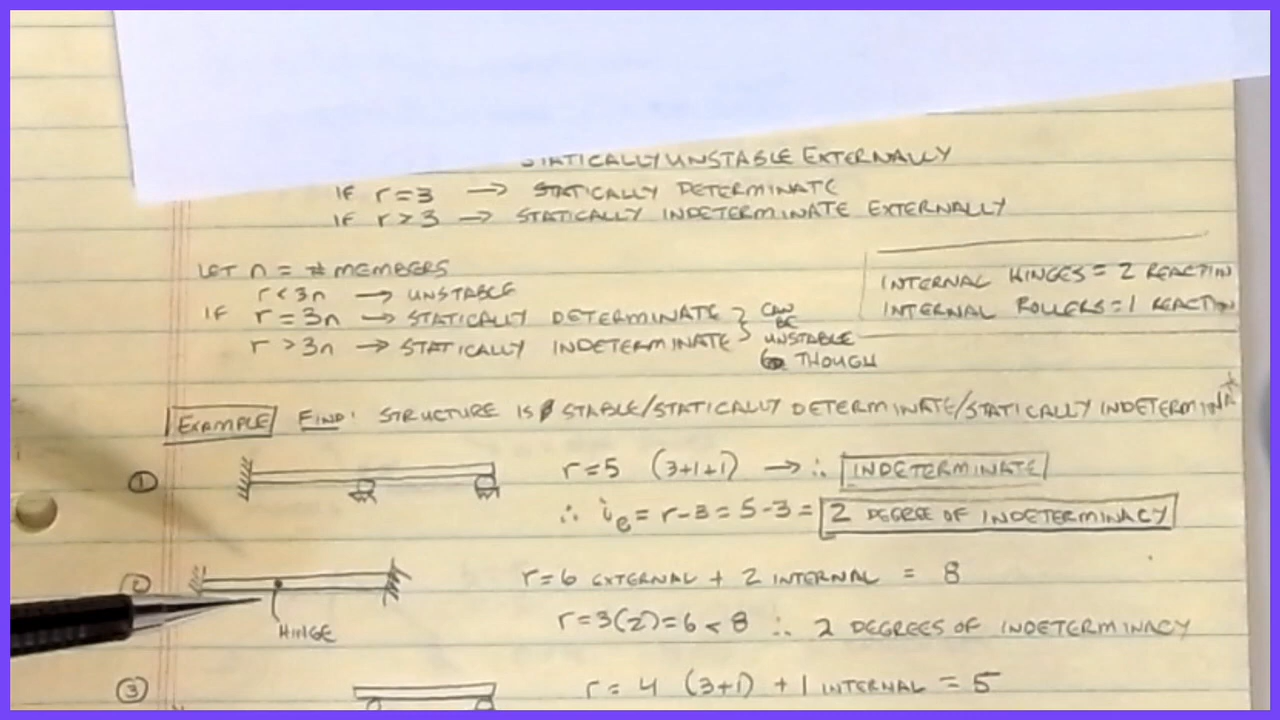 STATICALLY UNSTABLE EXTERNALLY
IF r=3 → STATICALLY DETERMINATE
IF r>3 → STATICALLY INDETERMINATE EXTERNALLY
LET n = # MEMBERS
r<3n → UNSTABLE
IF r=3n → STATICALLY DETERMINATE
r>3n → STATICALLY INDETERMINATE
CAN
BE
UNSTABLE
THOUGH
INTERNAL HINGES = 2 REACTION
INTERNAL ROLLERS = 1 REACTION
EXAMPLE FIND: STRUCTURE IS STABLE/STATICALLY DETERMINATE/STATICALLY INDETERMINAT
① r=5 (3+1+1) → ∴ INDETERMINATE
∴ ie = r-3 = 5-3 = 2 DEGREE OF INDETERMINACY
② r=6 EXTERNAL + 2 INTERNAL = 8
HINGE
r=3(2)=6 < 8 ∴ 2 DEGREES OF INDETERMINACY
③ r= 4 (3+1) + 1 INTERNAL = 5